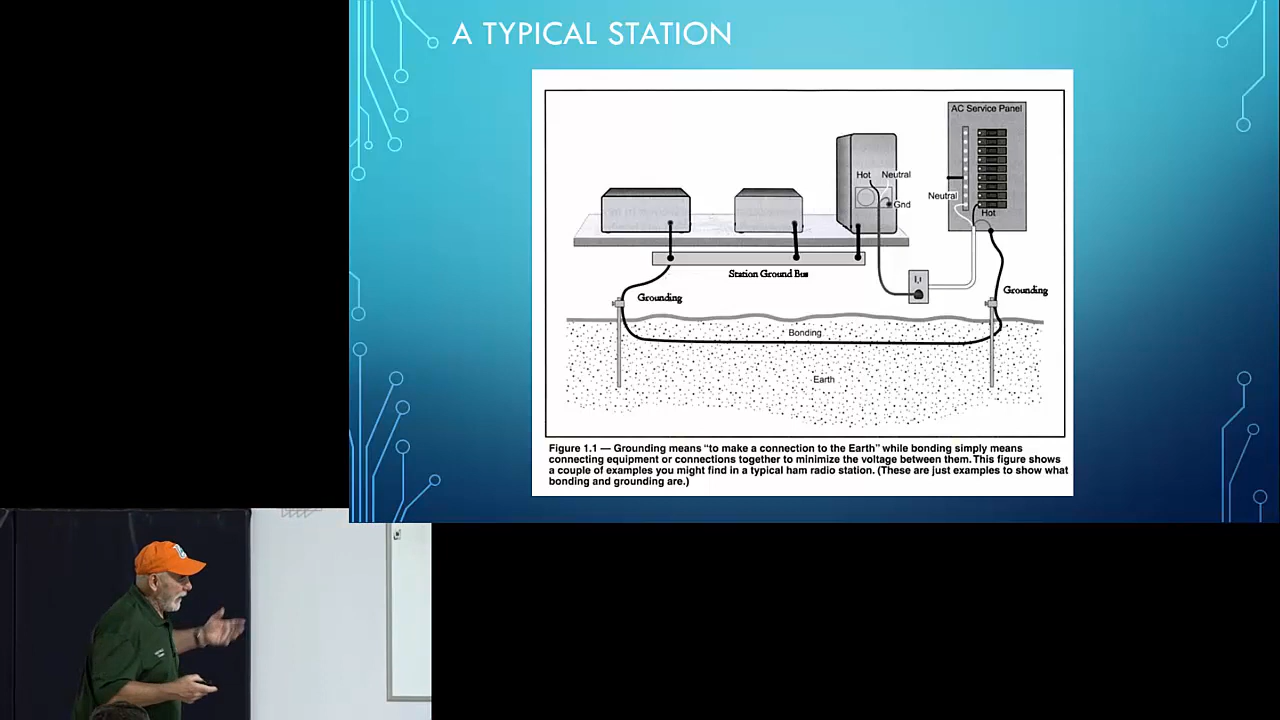 A TYPICAL STATION
AC Service Panel
Hot
Neutral
Gnd
Neutral
Hot
Station Ground Bus
Grounding
Grounding
Bonding
Earth
Figure 1.1 — Grounding means “to make a connection to the Earth” while bonding simply means
connecting equipment or connections together to minimize the voltage between them. This figure shows
a couple of examples you might find in a typical ham radio station. (These are just examples to show what
bonding and grounding are.)